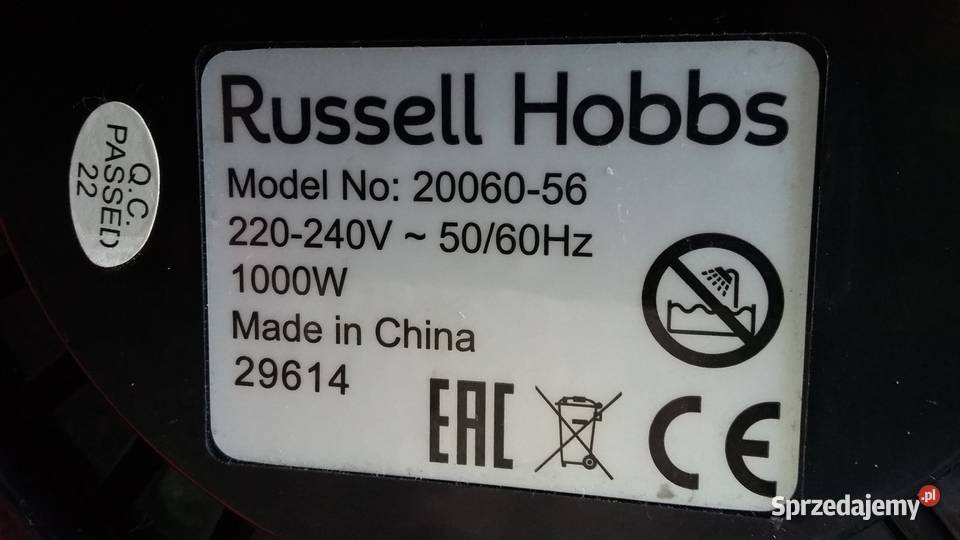 Russell Hobbs
Model No: 20060-56
220-240V ~ 50/60Hz
1000W
Made in China
29614
EAC
CE
Q.C.
PASSED
22
Sprzedajemy.pl